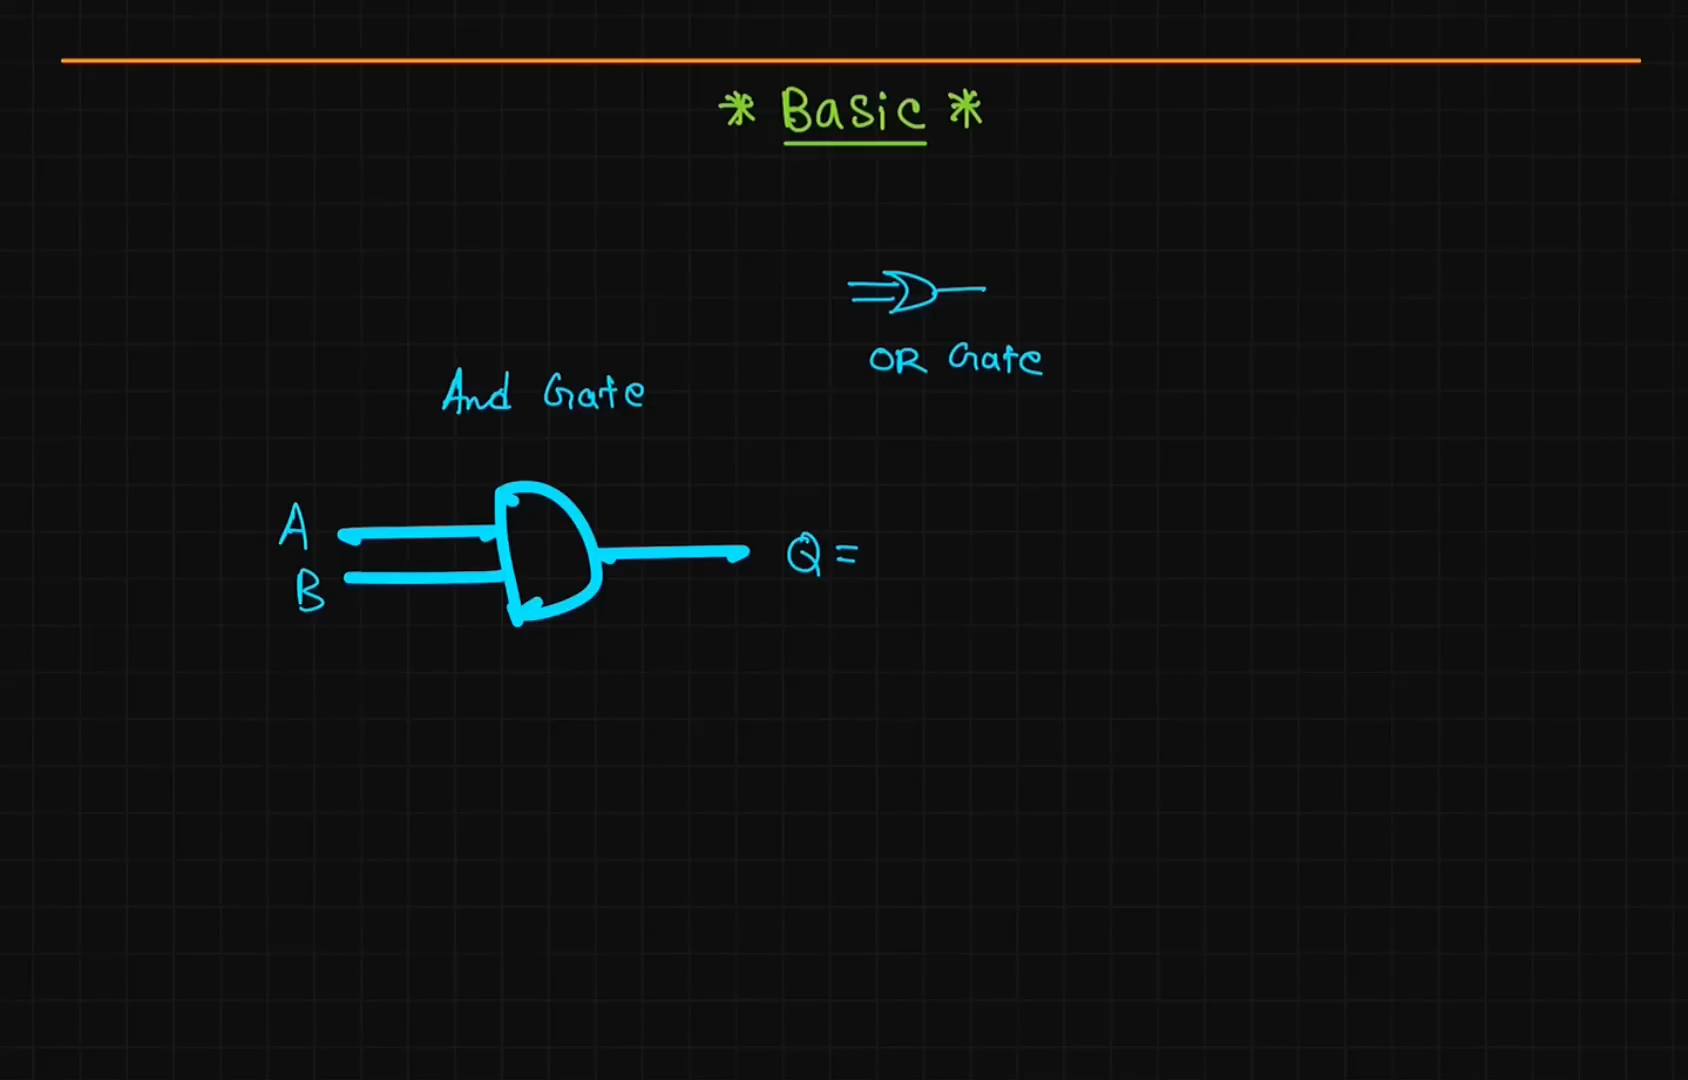 * Basic *
OR Gate
And Gate
A
B
Q =